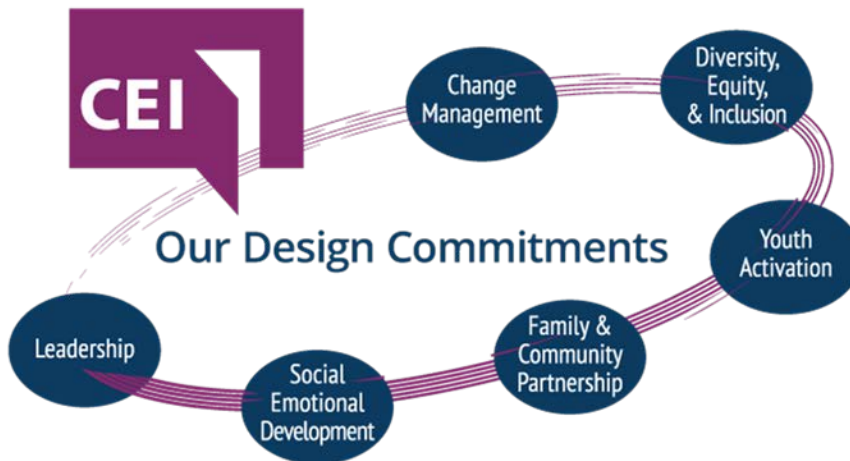 CEI
Change
Management
Diversity,
Equity,
& Inclusion
Our Design Commitments
Youth
Activation
Family &
Community
Partnership
Leadership
Social
Emotional
Development